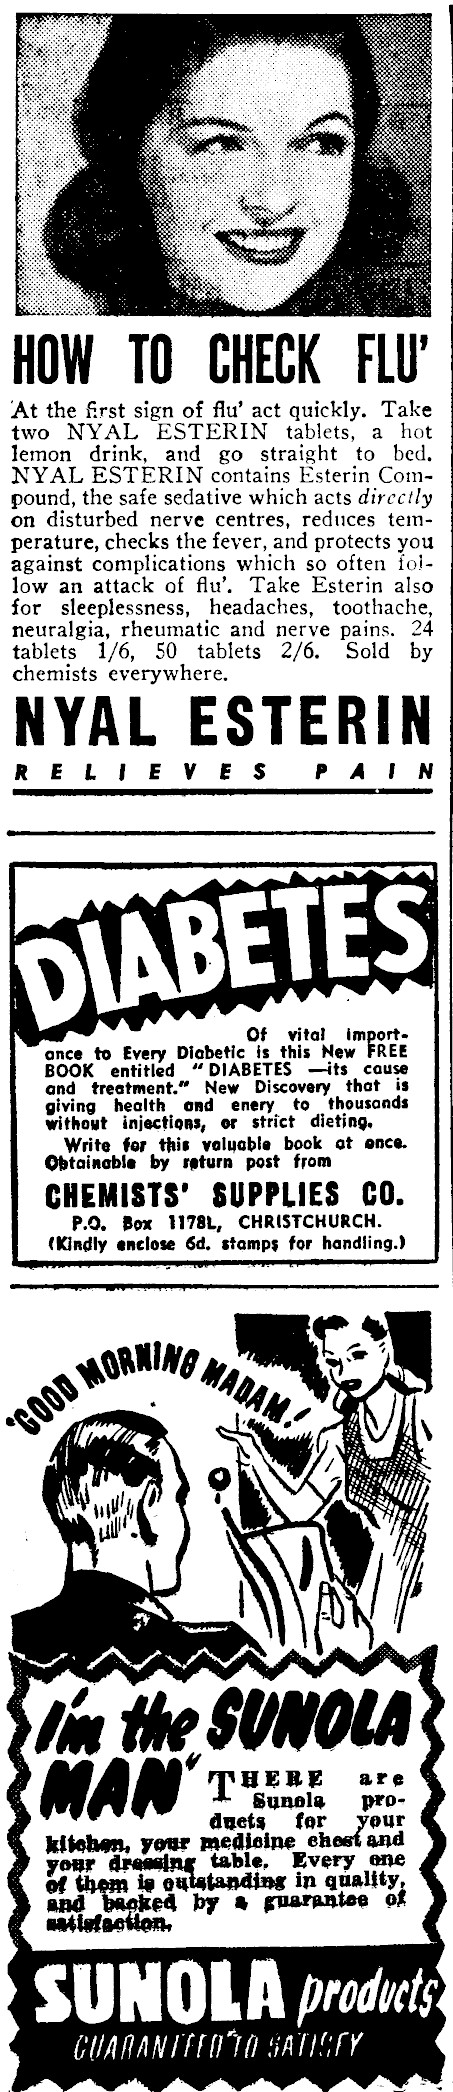 HOW TO CHECK FLU'
At the first sign of flu' act quickly. Take
two NYAL ESTERIN tablets, a hot
lemon drink, and go straight to bed.
NYAL ESTERIN contains Esterin Com-
pound, the safe sedative which acts directly
on disturbed nerve centres, reduces tem-
perature, checks the fever, and protects you
against complications which so often fol-
low an attack of flu'. Take Esterin also
for sleeplessness, headaches, toothache,
neuralgia, rheumatic and nerve pains. 24
tablets 1/6, 50 tablets 2/6. Sold by
chemists everywhere.
NYAL ESTERIN
RELIEVES PAIN
DIABETES
Of vital import-
ance to Every Diabetic is this New FREE
BOOK entitled "DIABETES —its cause
and treatment." New Discovery that is
giving health and enery to thousands
without injections, or strict dieting.
Write for this valuable book at once.
Obtainable by return post from
CHEMISTS' SUPPLIES CO.
P.O. Box 1178L, CHRISTCHURCH.
(Kindly enclose 6d. stamps for handling.)
"GOOD MORNING MADAM!
I'm the SUNOLA
MAN"
THERE are
Sunola pro-
ducts for your
kitchen, your medicine chest and
your dressing table. Every one
of them is outstanding in quality,
and backed by a guarantee of
satisfaction.
SUNOLA products
GUARANTEED TO SATISFY